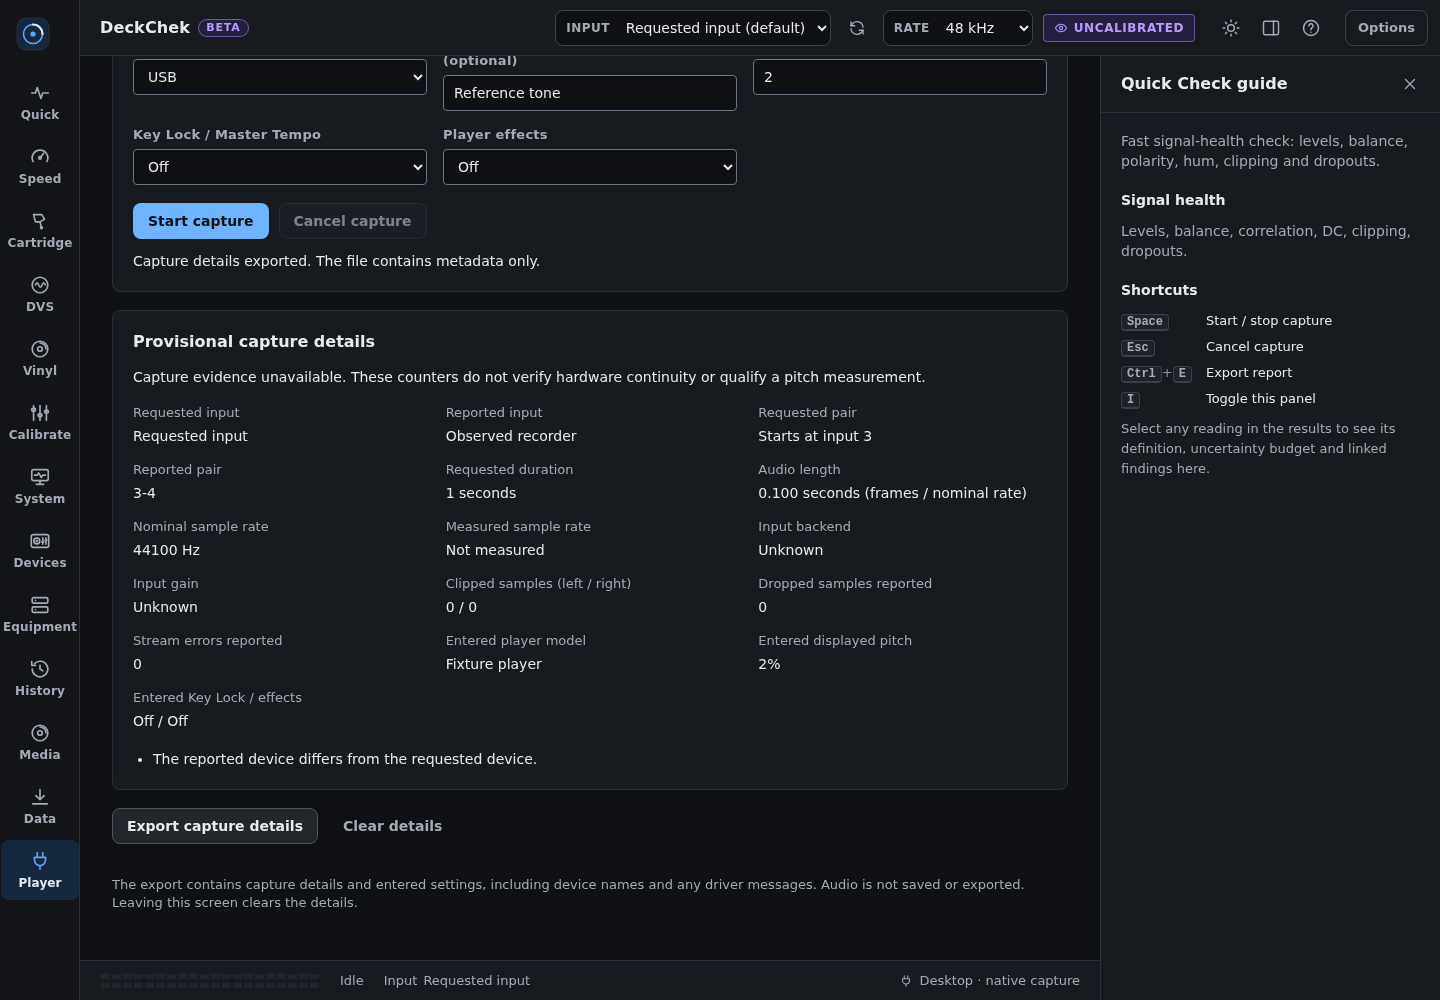 DeckChek BETA
INPUT Requested input (default)
RATE 48 kHz
UNCALIBRATED
Options
Quick
Speed
Cartridge
DVS
Vinyl
Calibrate
System
Devices
Equipment
History
Media
Data
Player
(optional)
USB
Reference tone
2
Key Lock / Master Tempo
Player effects
Off
Off
Start capture
Cancel capture
Capture details exported. The file contains metadata only.
Provisional capture details
Capture evidence unavailable. These counters do not verify hardware continuity or qualify a pitch measurement.
Requested input
Requested input
Reported input
Observed recorder
Requested pair
Starts at input 3
Reported pair
3-4
Requested duration
1 seconds
Audio length
0.100 seconds (frames / nominal rate)
Nominal sample rate
44100 Hz
Measured sample rate
Not measured
Input backend
Unknown
Input gain
Unknown
Clipped samples (left / right)
0 / 0
Dropped samples reported
0
Stream errors reported
0
Entered player model
Fixture player
Entered displayed pitch
2%
Entered Key Lock / effects
Off / Off
• The reported device differs from the requested device.
Export capture details
Clear details
The export contains capture details and entered settings, including device names and any driver messages. Audio is not saved or exported.
Leaving this screen clears the details.
Idle
Input Requested input
Desktop · native capture
Quick Check guide
Fast signal-health check: levels, balance,
polarity, hum, clipping and dropouts.
Signal health
Levels, balance, correlation, DC, clipping,
dropouts.
Shortcuts
Space Start / stop capture
Esc Cancel capture
Ctrl+E Export report
I Toggle this panel
Select any reading in the results to see its
definition, uncertainty budget and linked
findings here.